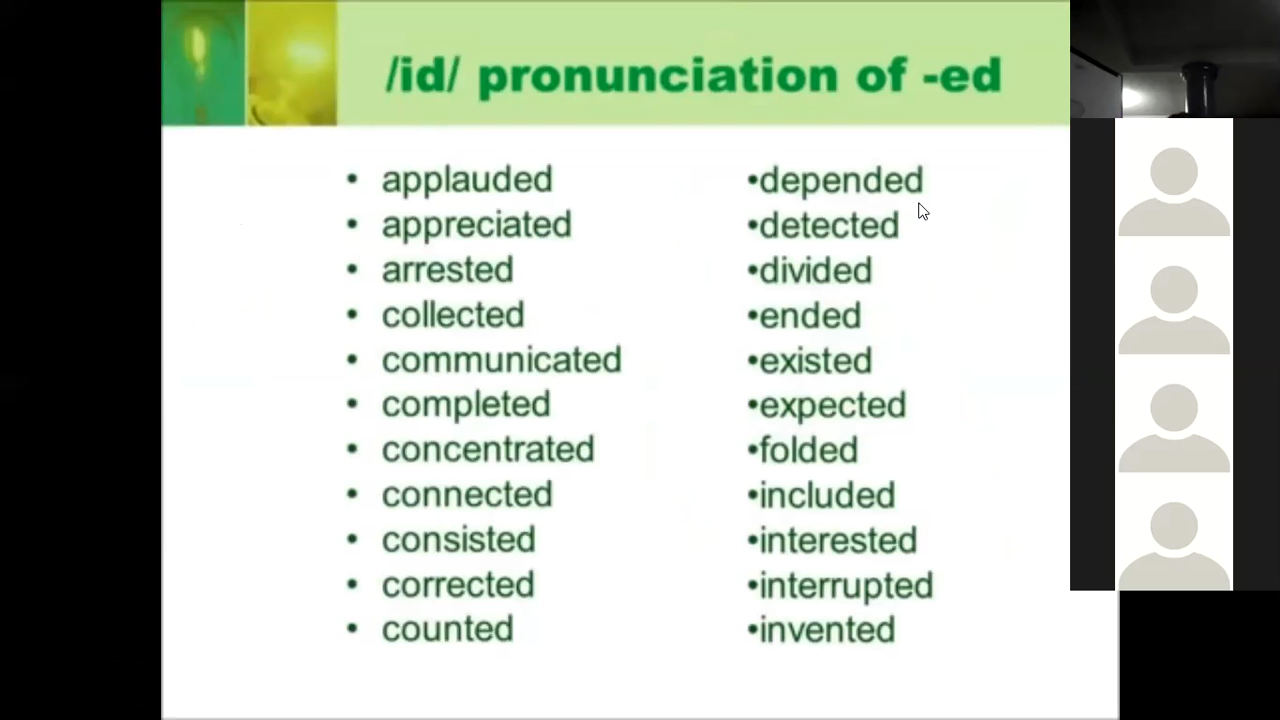 /id/ pronunciation of -ed
• applauded
• appreciated
• arrested
• collected
• communicated
• completed
• concentrated
• connected
• consisted
• corrected
• counted
•depended
•detected
•divided
•ended
•existed
•expected
•folded
•included
•interested
•interrupted
•invented